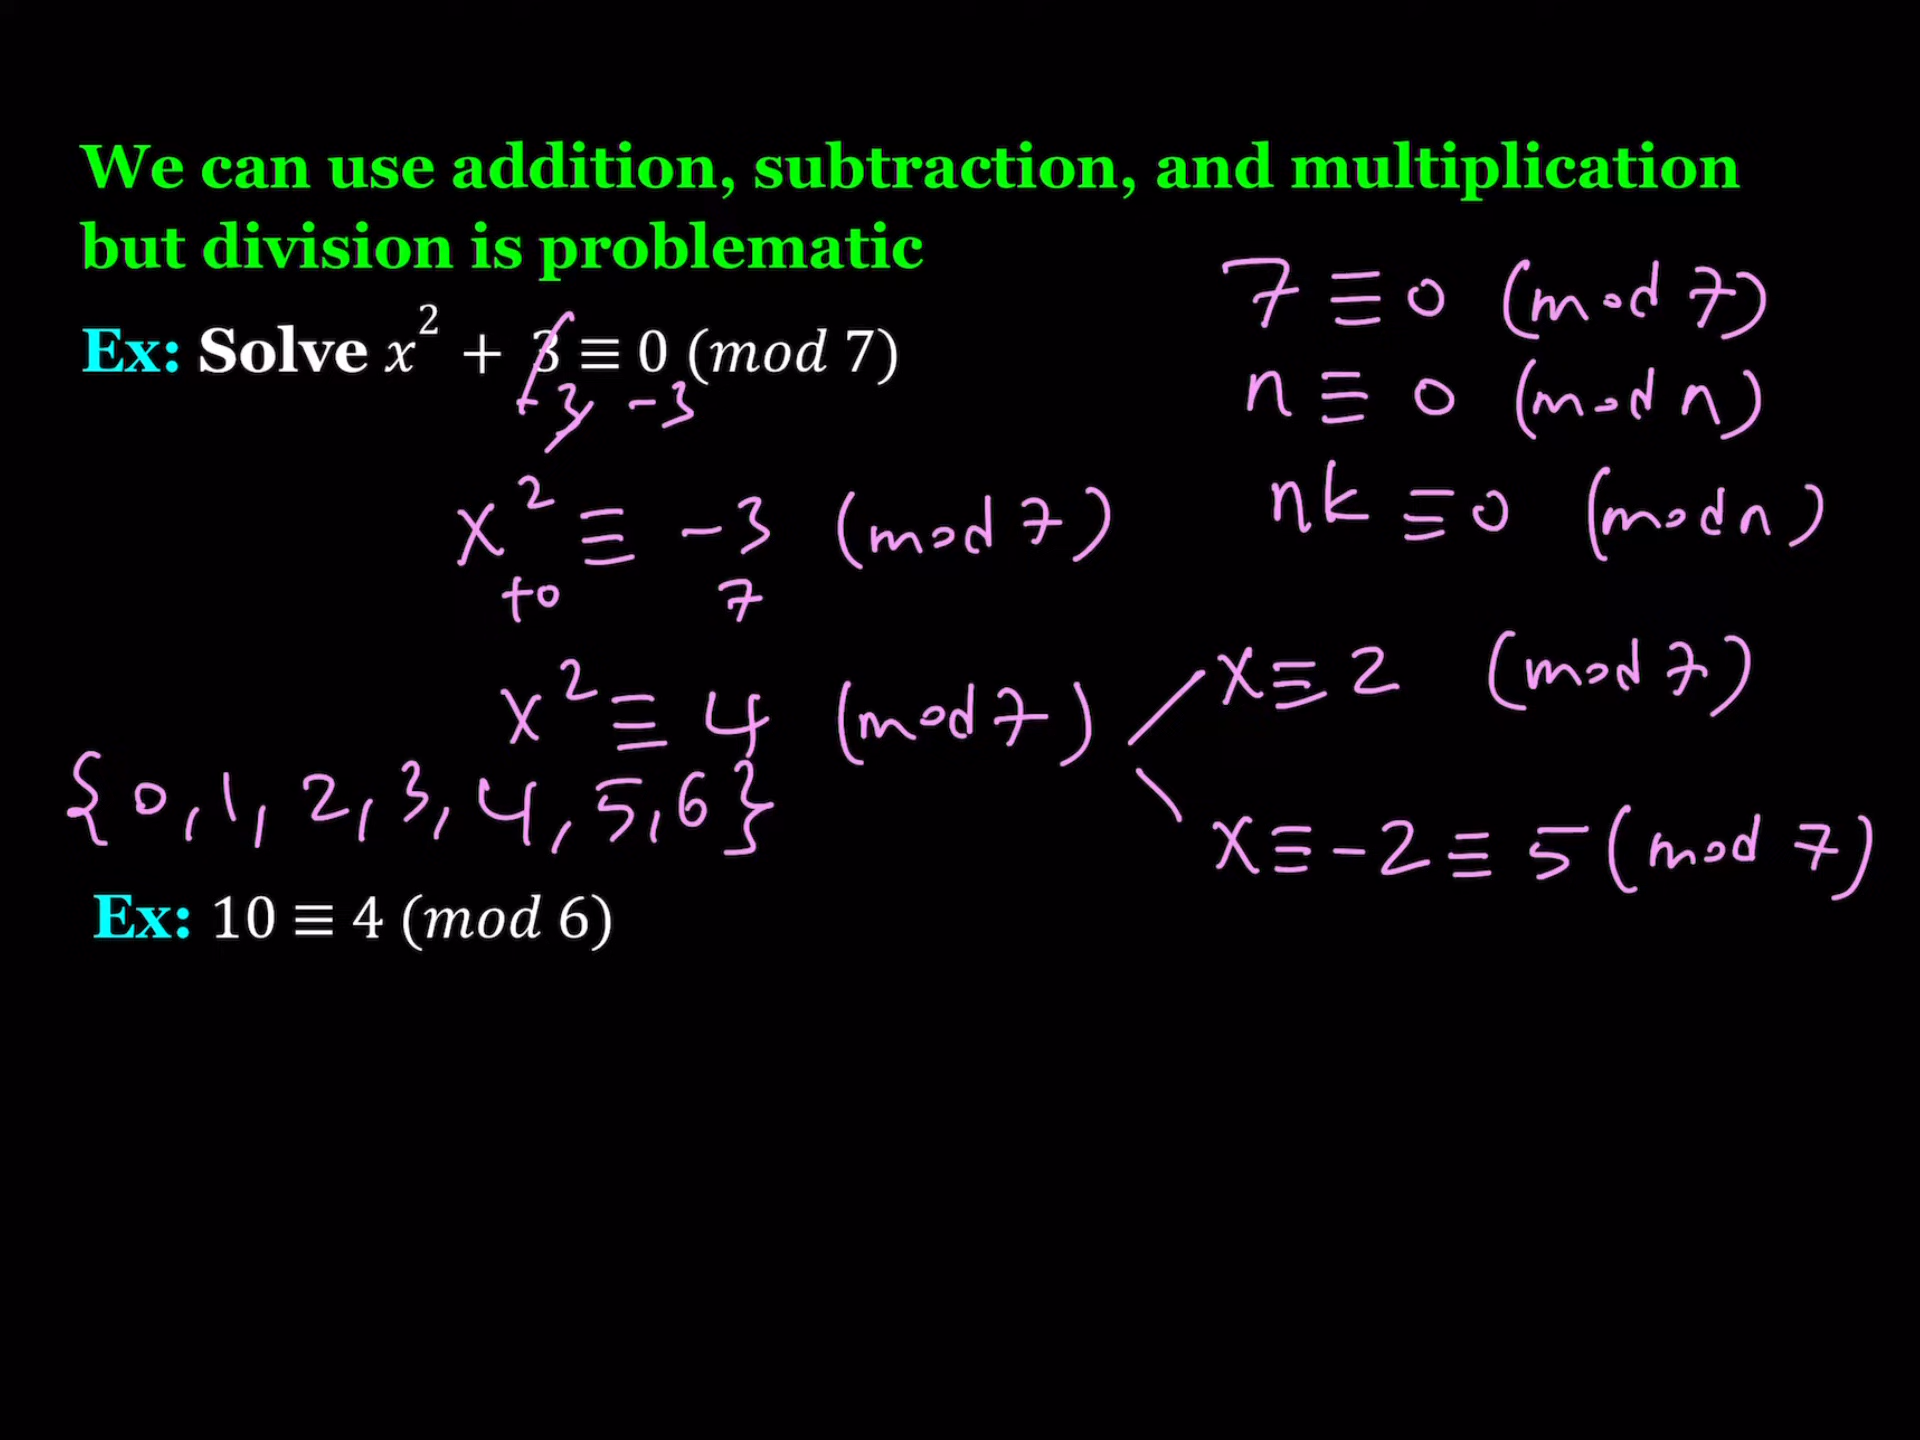 We can use addition, subtraction, and multiplication
but division is problematic
7 ≡ 0 (mod 7)
Ex: Solve x² + 3 ≡ 0 (mod 7)
-3 -3
n ≡ 0 (mod n)
x² ≡ -3 (mod 7)
nk ≡ 0 (mod n)
+0 7
x² ≡ 4 (mod 7)
x ≡ 2 (mod 7)
{0, 1, 2, 3, 4, 5, 6}
x ≡ -2 ≡ 5 (mod 7)
Ex: 10 ≡ 4 (mod 6)